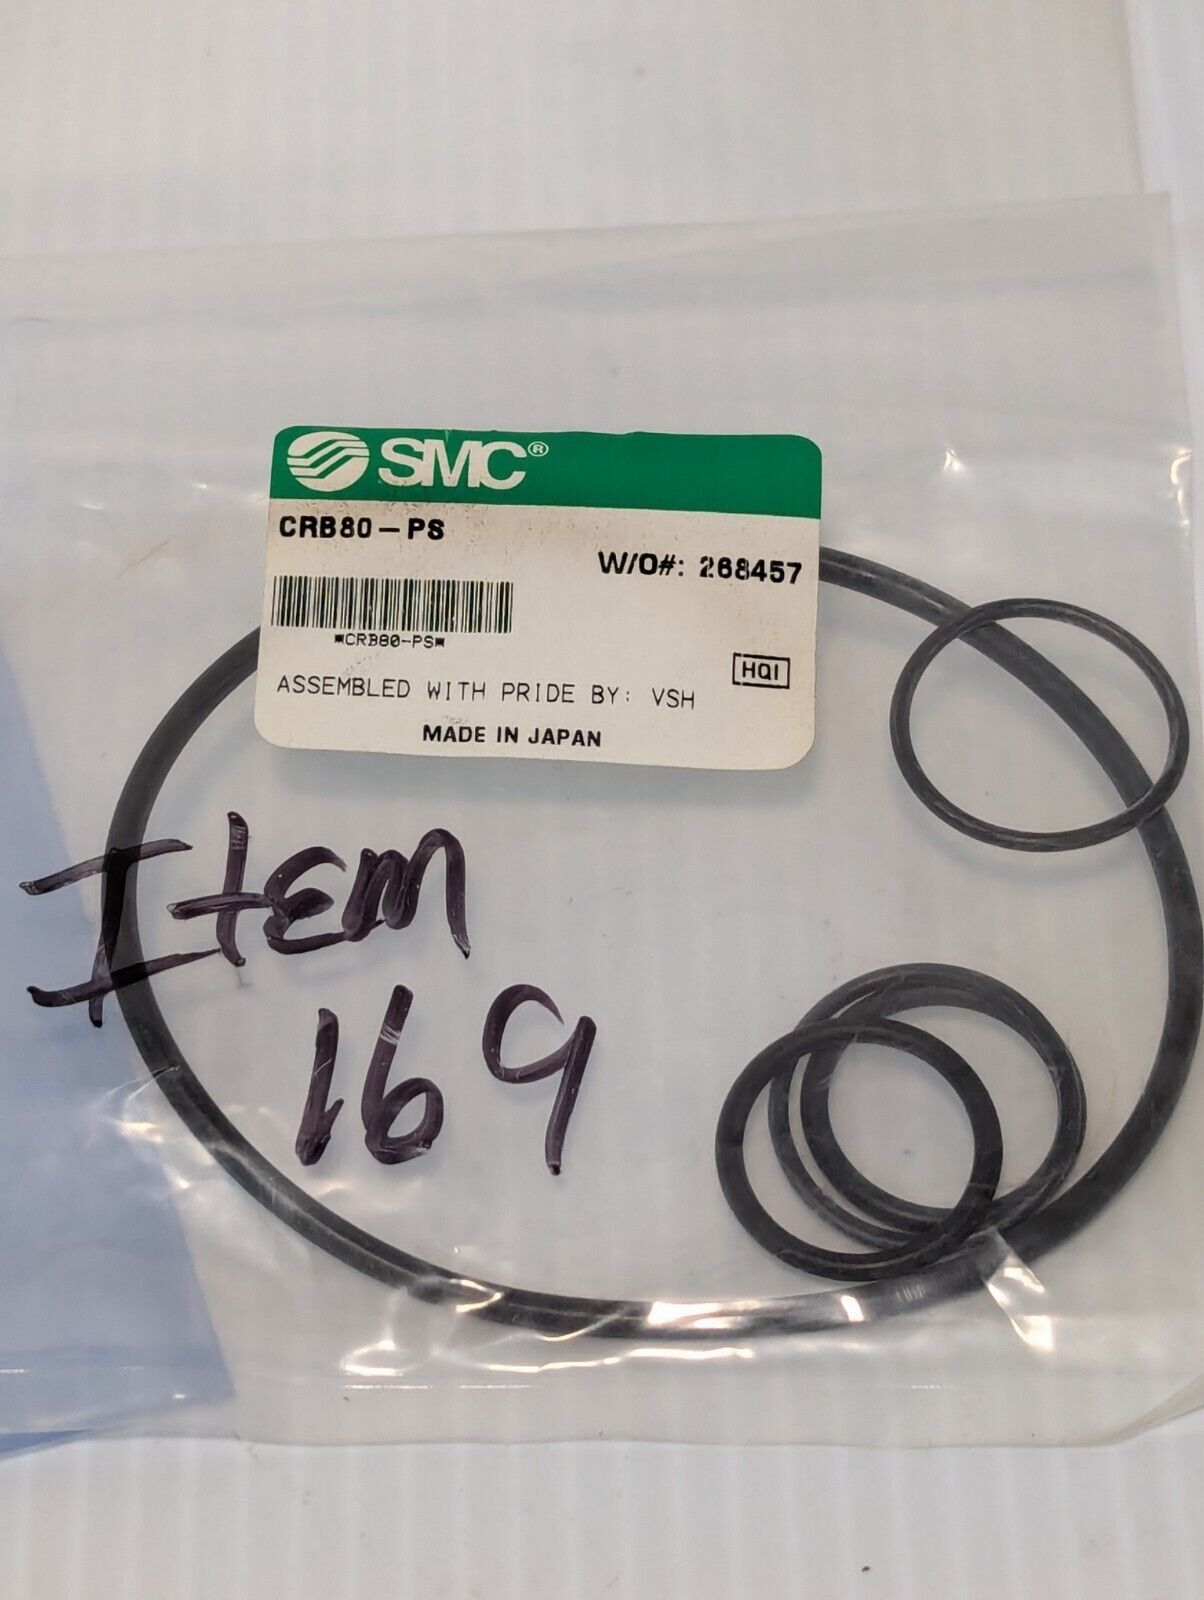 SMC®
CRB80-PS
W/O#: 268457
*CRB80-PS*
HQI
ASSEMBLED WITH PRIDE BY: VSH
MADE IN JAPAN
ItEm
169